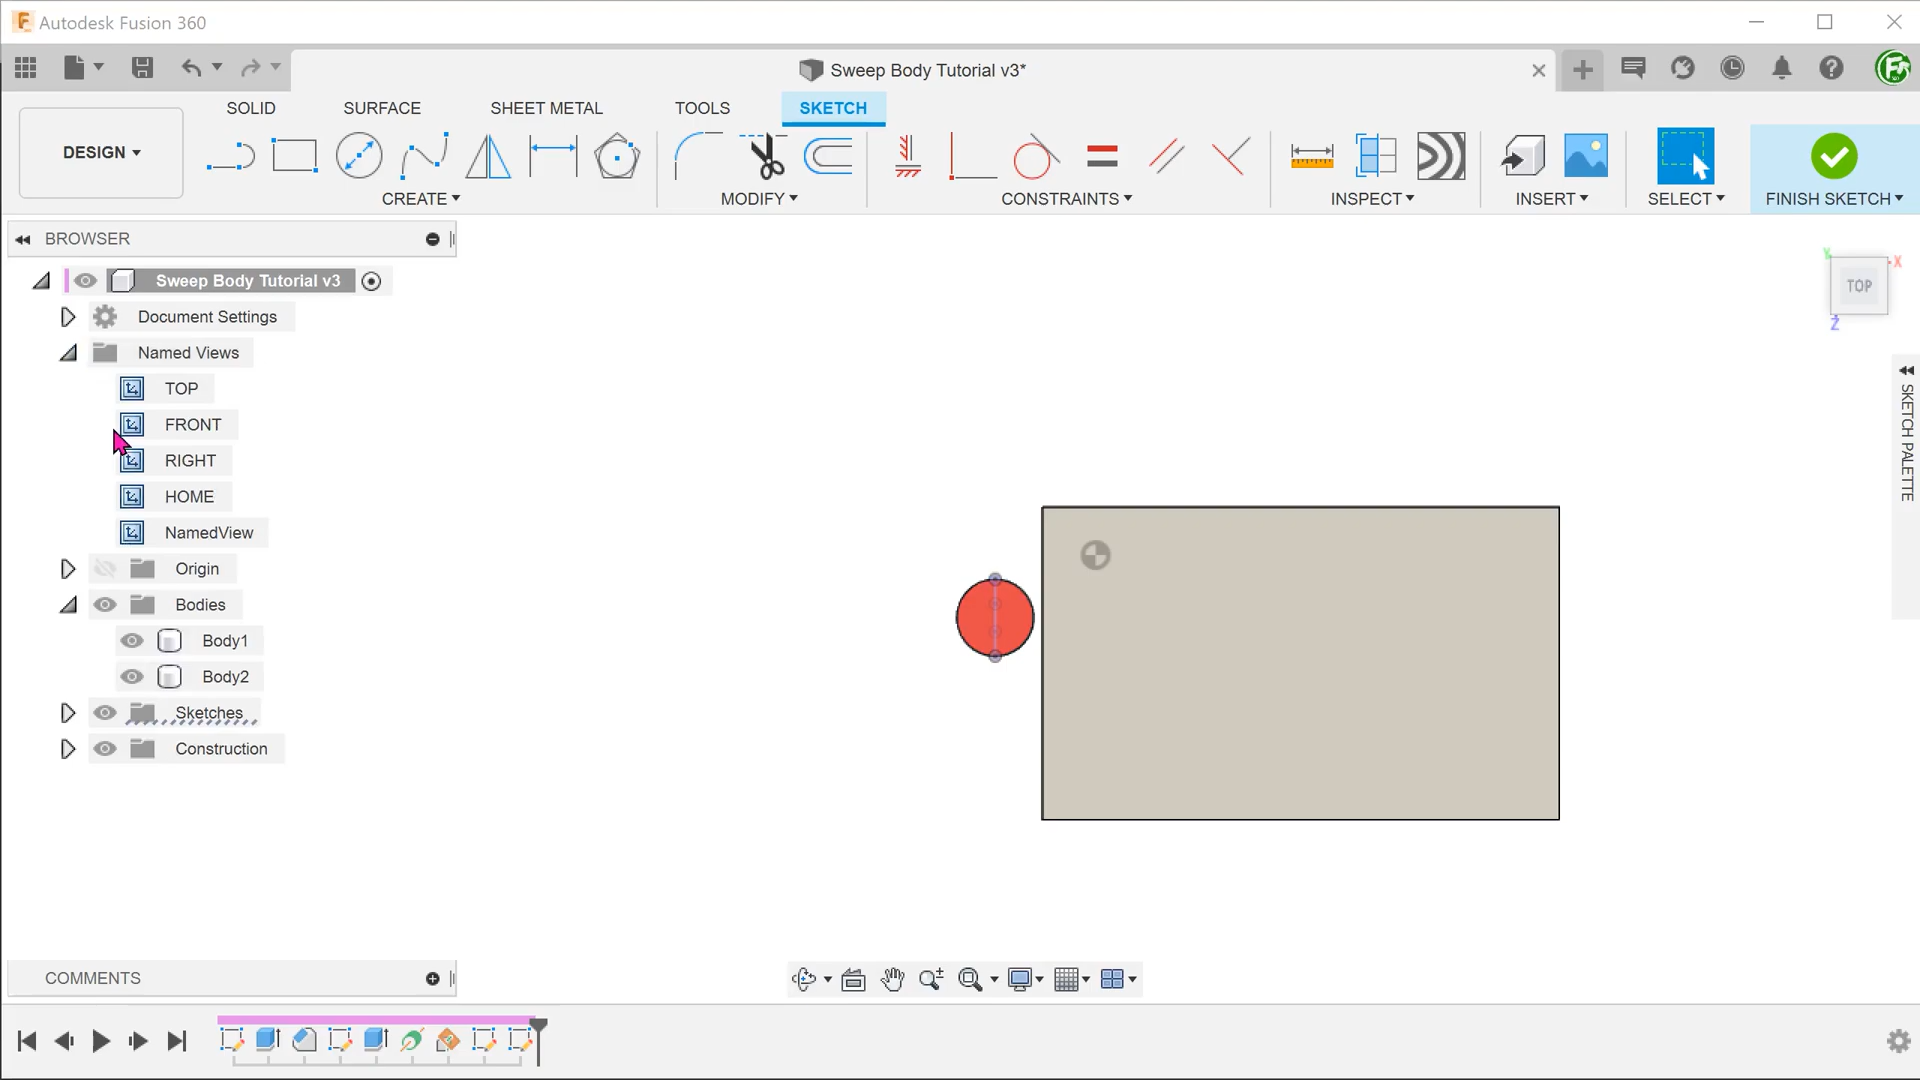 Autodesk Fusion 360
Sweep Body Tutorial v3*
SOLID SURFACE SHEET METAL TOOLS SKETCH
DESIGN
CREATE MODIFY CONSTRAINTS INSPECT INSERT SELECT FINISH SKETCH
BROWSER
Sweep Body Tutorial v3
Document Settings
Named Views
TOP
FRONT
RIGHT
HOME
NamedView
Origin
Bodies
Body1
Body2
Sketches
Construction
Y
X
TOP
Z
SKETCH PALETTE
COMMENTS